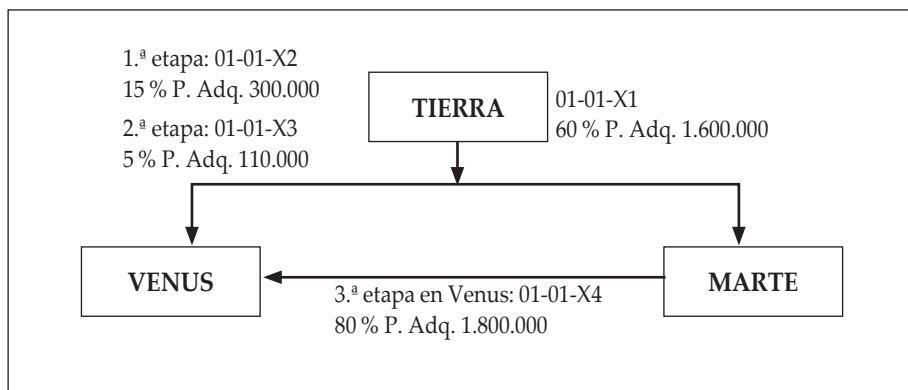 1.ª etapa: 01-01-X2
15 % P. Adq. 300.000
2.ª etapa: 01-01-X3
5 % P. Adq. 110.000
TIERRA
01-01-X1
60 % P. Adq. 1.600.000
VENUS
MARTE
3.ª etapa en Venus: 01-01-X4
80 % P. Adq. 1.800.000